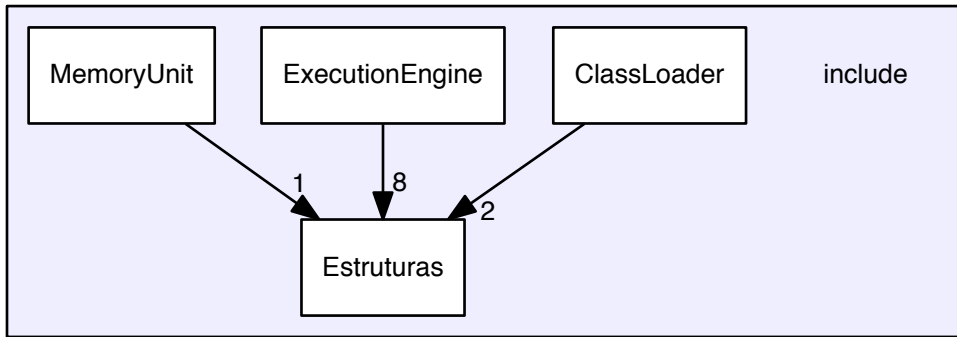 MemoryUnit
ExecutionEngine
ClassLoader
include
1
8
2
Estruturas